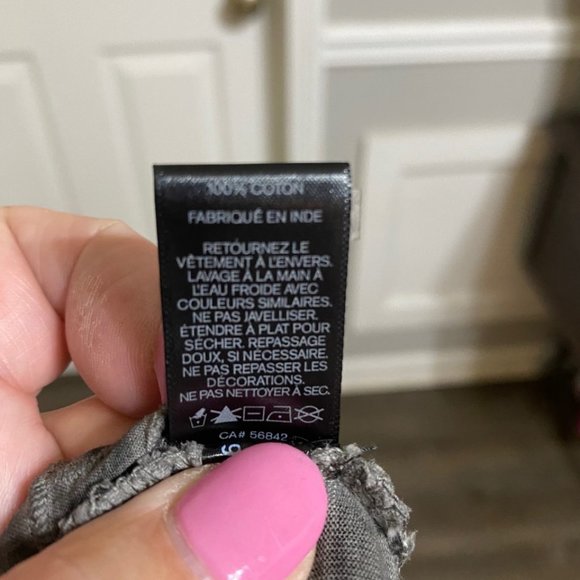 100% COTON
FABRIQUÉ EN INDE
RETOURNEZ LE
VÊTEMENT À L'ENVERS.
LAVAGE À LA MAIN À
L'EAU FROIDE AVEC
COULEURS SIMILAIRES.
NE PAS JAVELLISER.
ÉTENDRE À PLAT POUR
SÉCHER. REPASSAGE
DOUX, SI NÉCESSAIRE.
NE PAS REPASSER LES
DÉCORATIONS.
NE PAS NETTOYER À SEC.
CA# 56842